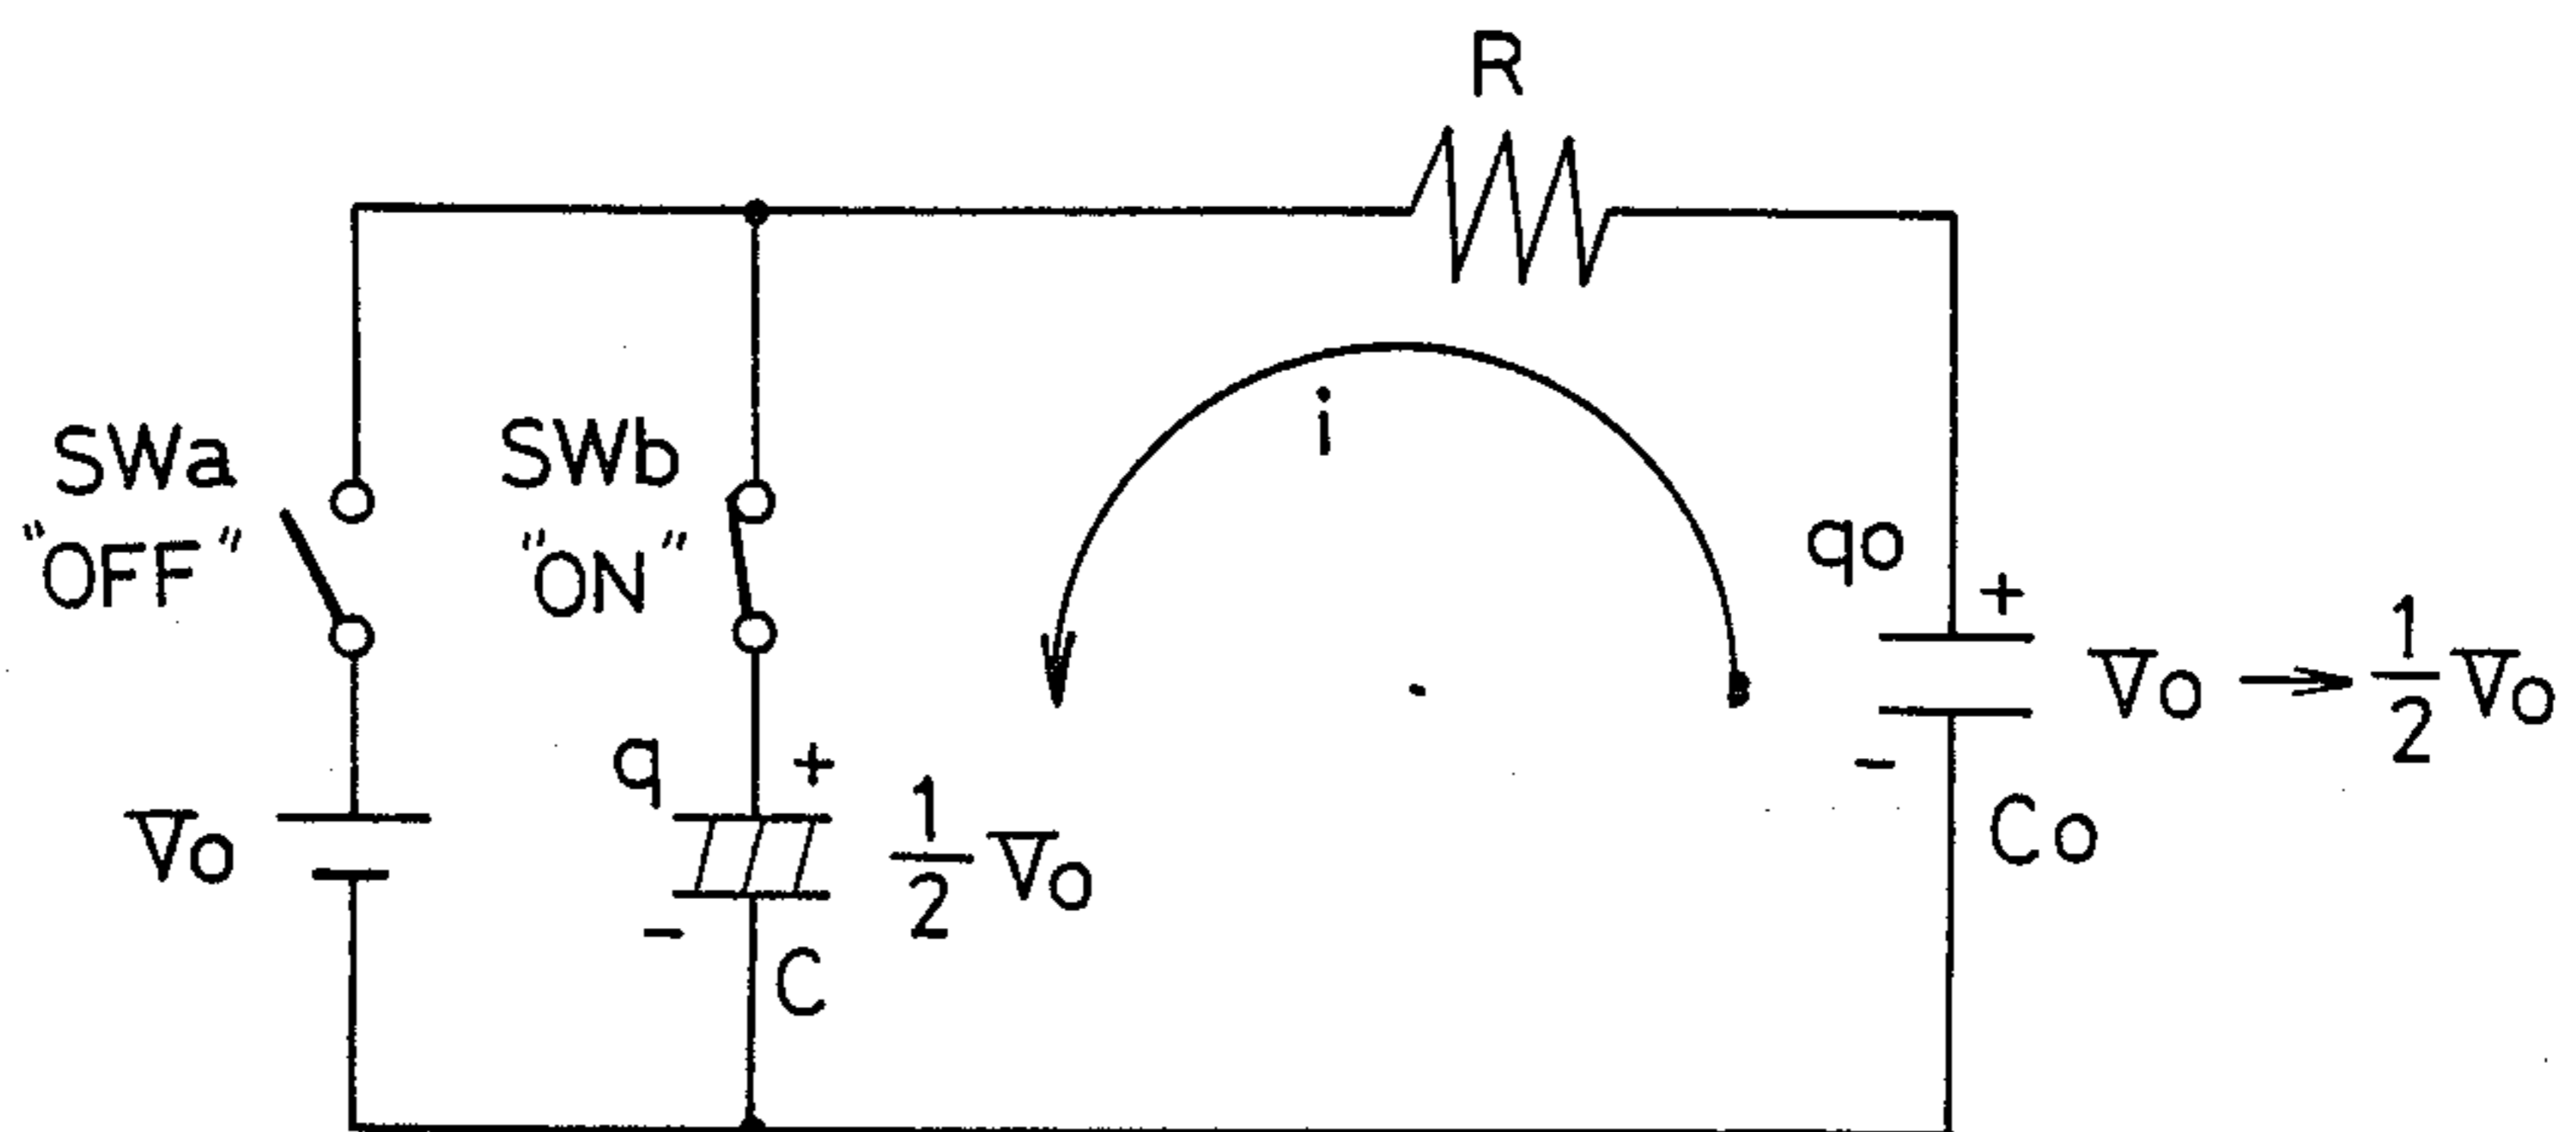 R
i
SWa
"OFF"
SWb
"ON"
qo
+
Vo → 1/2 Vo
-
Co
q
+
1/2 Vo
-
C
Vo